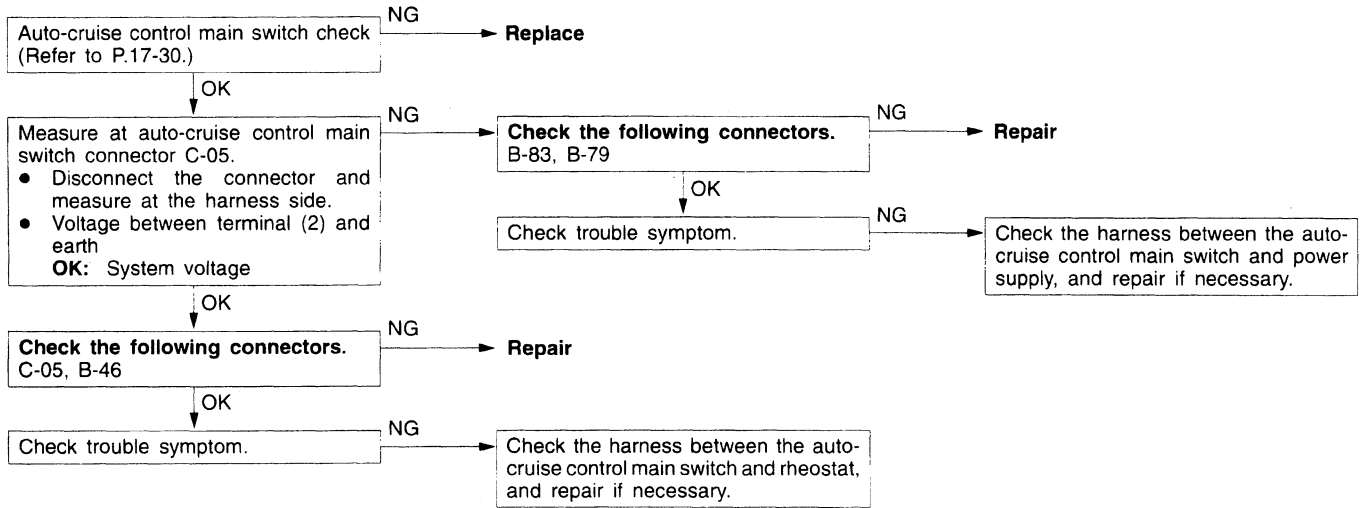 Auto-cruise control main switch check
(Refer to P.17-30.)
NG
Replace
OK
Measure at auto-cruise control main
switch connector C-05.
● Disconnect the connector and
measure at the harness side.
● Voltage between terminal (2) and
earth
OK: System voltage
NG
Check the following connectors.
B-83, B-79
NG
Repair
OK
Check trouble symptom.
NG
Check the harness between the auto-
cruise control main switch and power
supply, and repair if necessary.
OK
Check the following connectors.
C-05, B-46
NG
Repair
OK
Check trouble symptom.
NG
Check the harness between the auto-
cruise control main switch and rheostat,
and repair if necessary.